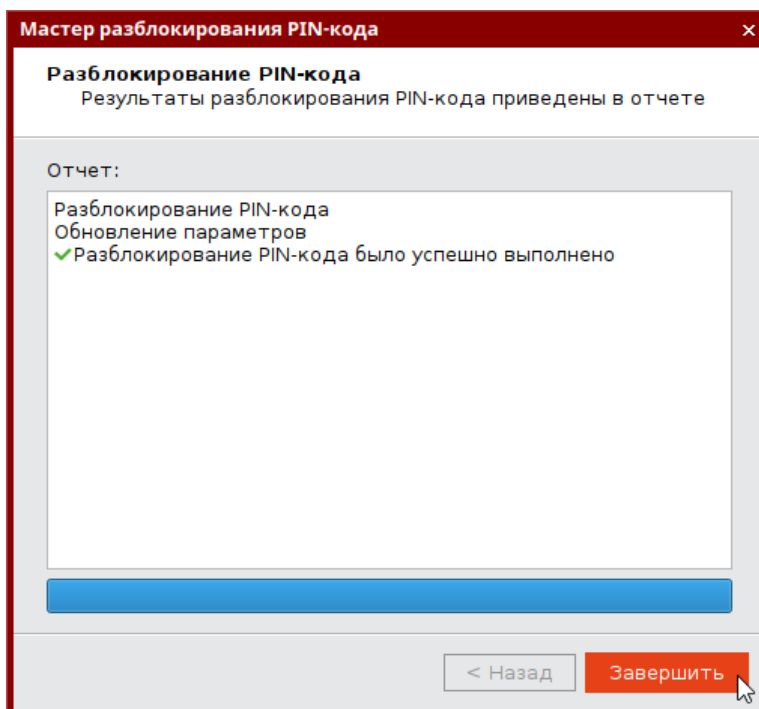 Мастер разблокирования PIN-кода
Разблокирование PIN-кода
Результаты разблокирования PIN-кода приведены в отчете
Отчет:
Разблокирование PIN-кода
Обновление параметров
Разблокирование PIN-кода было успешно выполнено
< Назад
Завершить